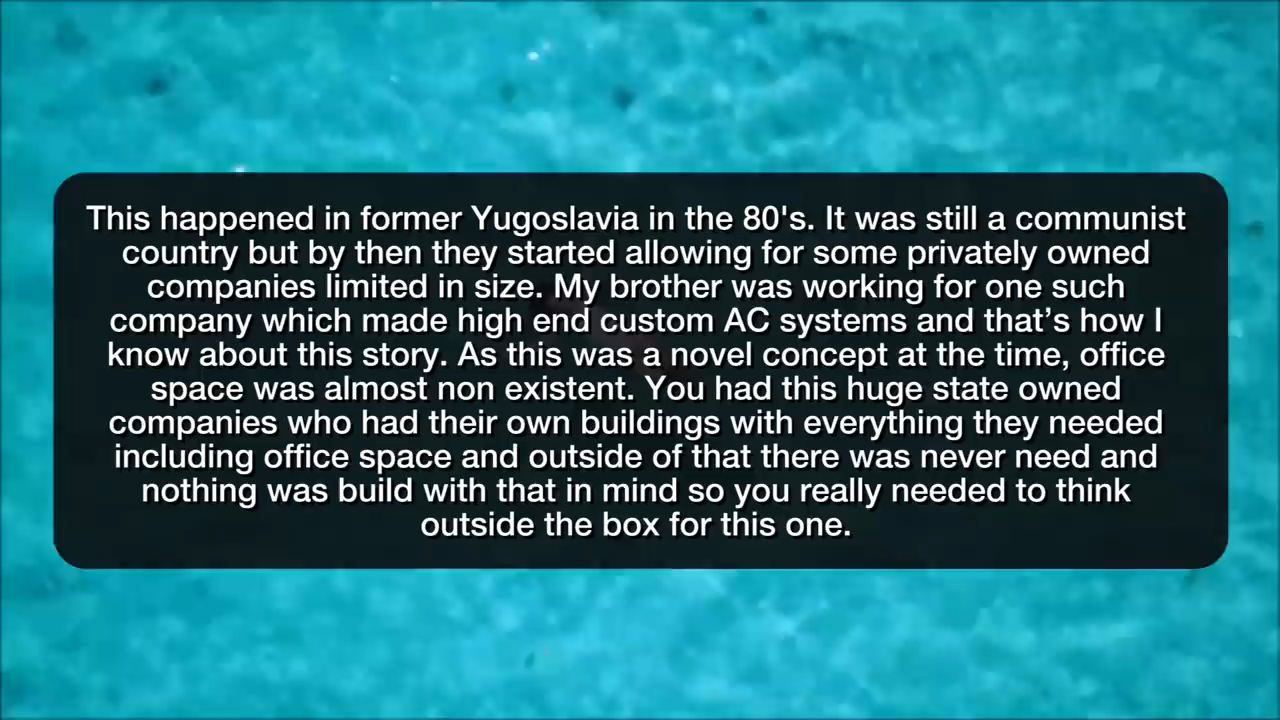 This happened in former Yugoslavia in the 80's. It was still a communist
country but by then they started allowing for some privately owned
companies limited in size. My brother was working for one such
company which made high end custom AC systems and that’s how I
know about this story. As this was a novel concept at the time, office
space was almost non existent. You had this huge state owned
companies who had their own buildings with everything they needed
including office space and outside of that there was never need and
nothing was build with that in mind so you really needed to think
outside the box for this one.